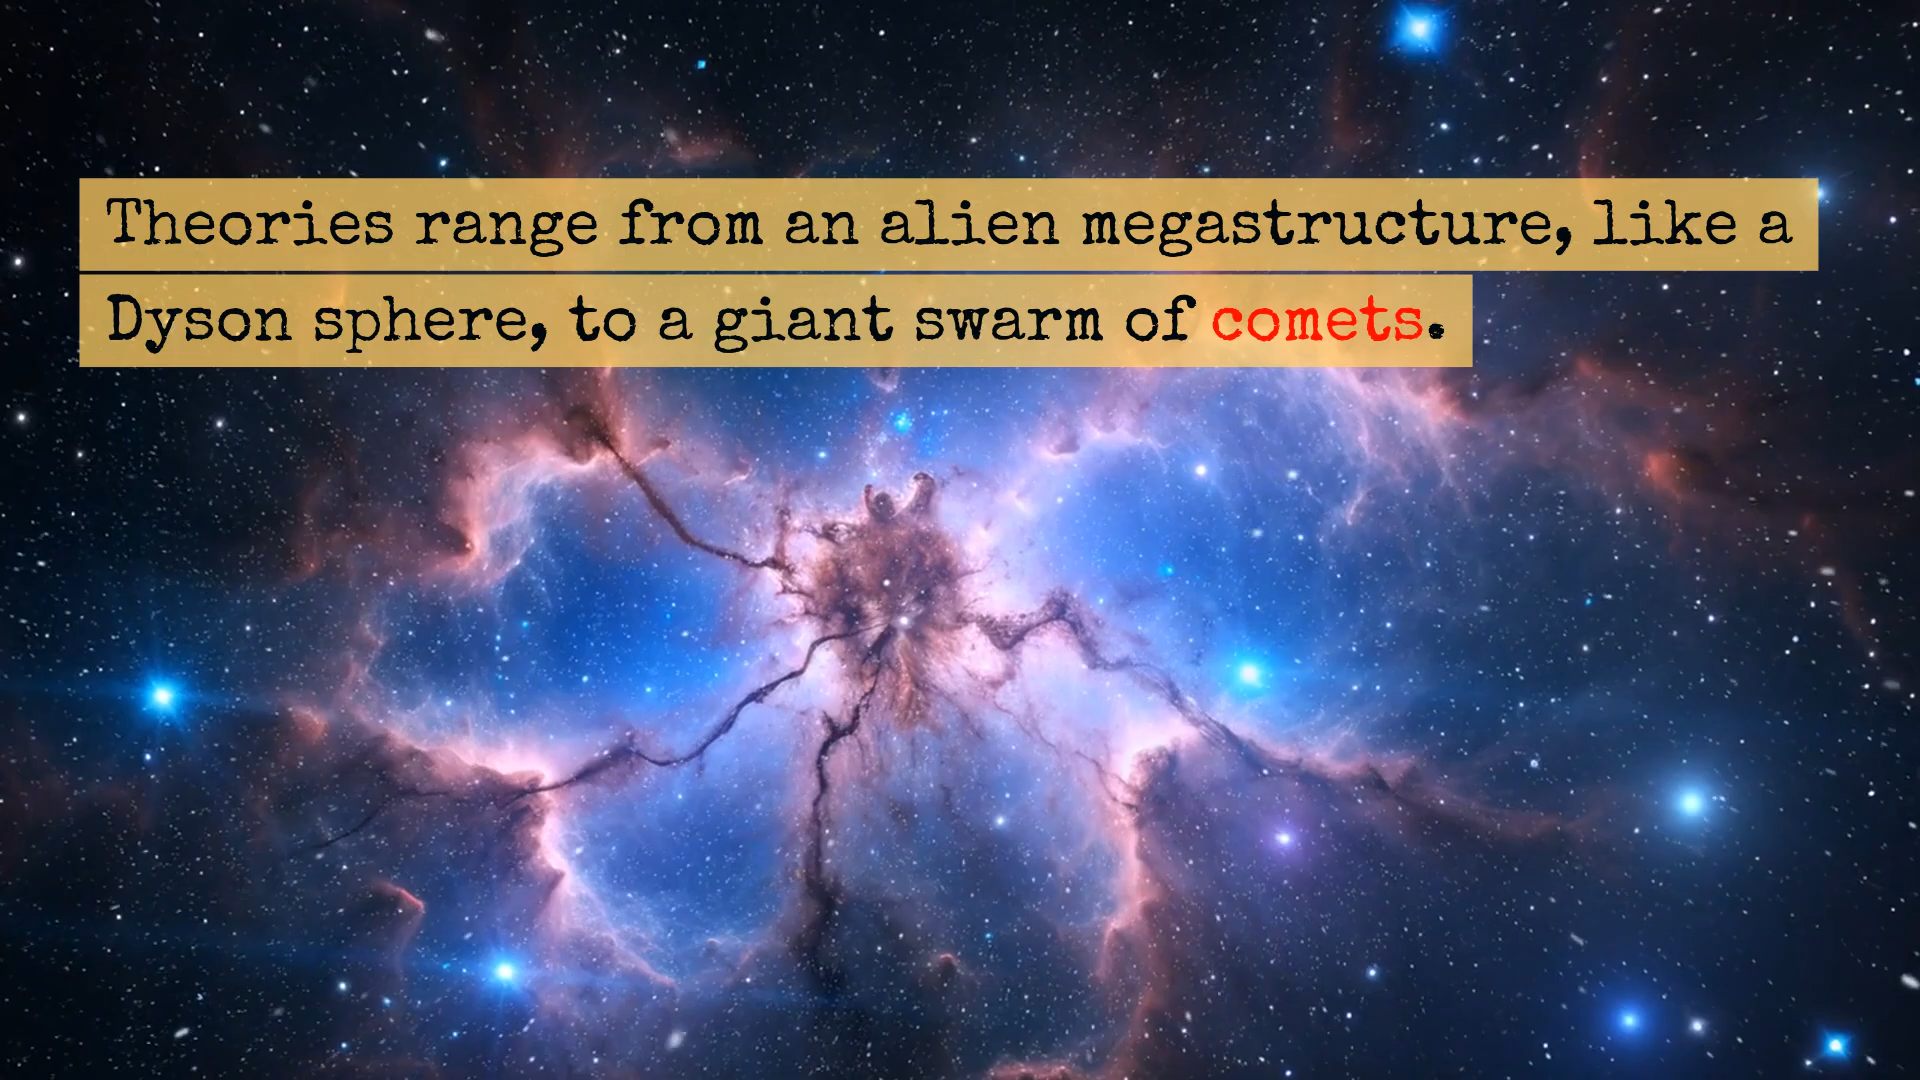 Theories range from an alien megastructure, like a
Dyson sphere, to a giant swarm of comets.